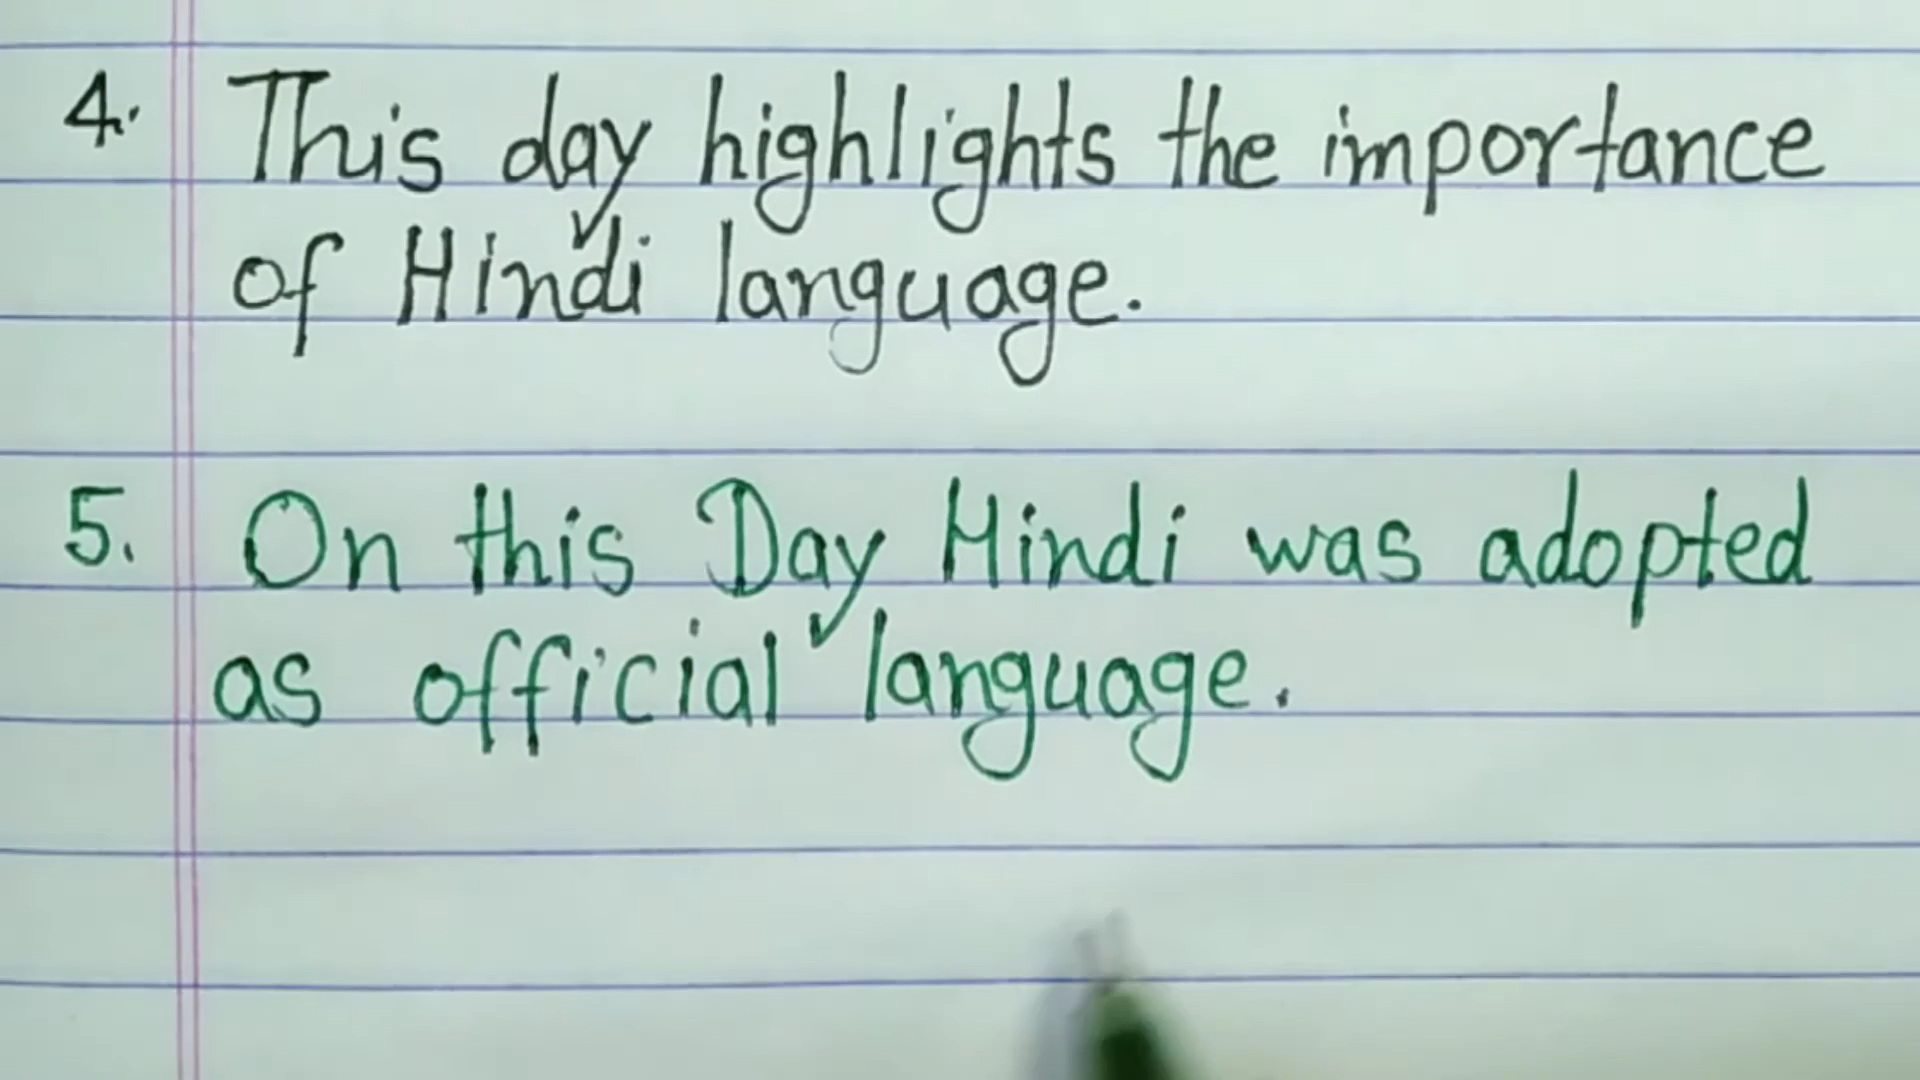 4. This day highlights the importance
of Hindi language.
5. On this Day Hindi was adopted
as official language.